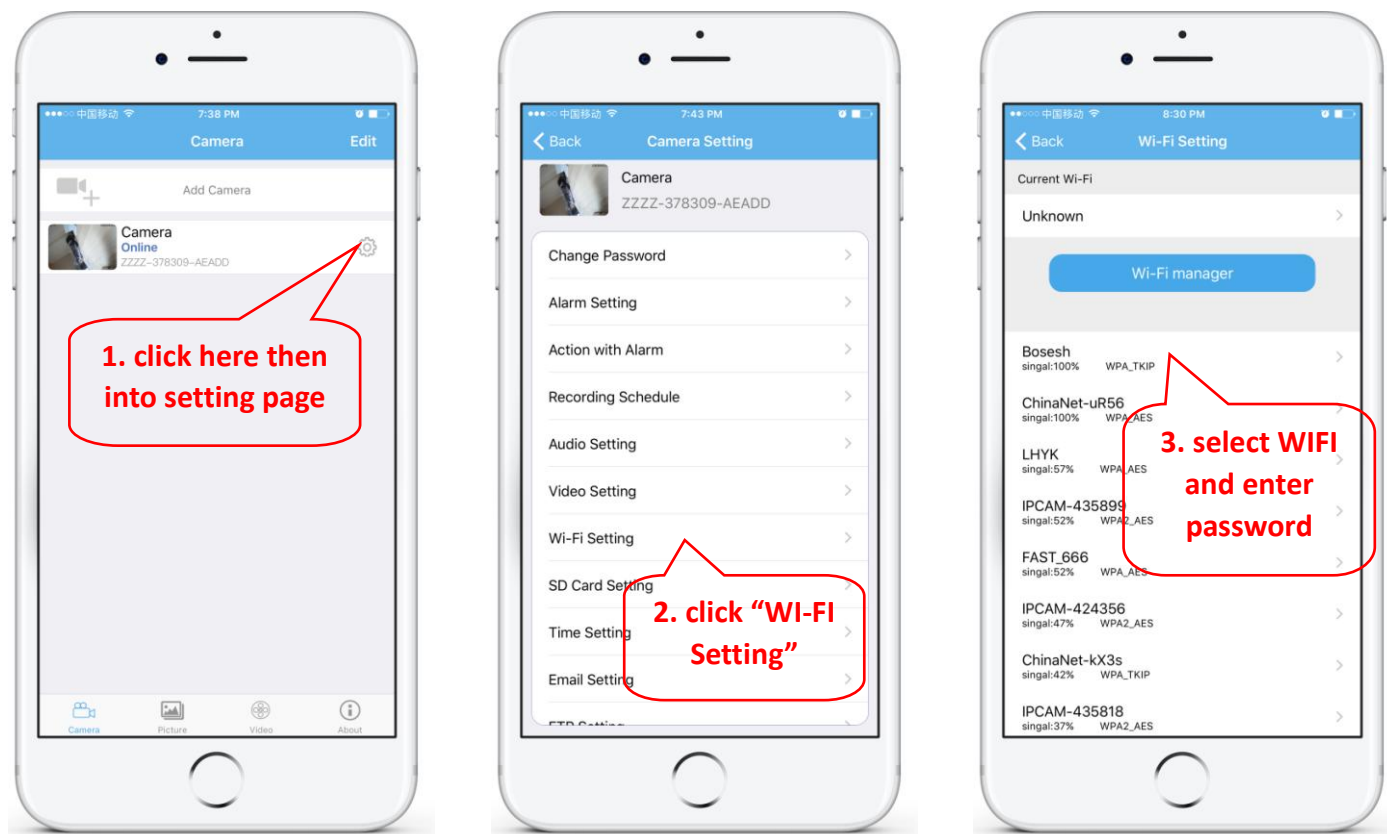 中国移动 7:38 PM
Camera Edit
Add Camera
Camera
Online
ZZZZ-378309-AEADD
1. click here then
into setting page
Camera Picture Video About
中国移动 7:43 PM
Back Camera Setting
Camera
ZZZZ-378309-AEADD
Change Password
Alarm Setting
Action with Alarm
Recording Schedule
Audio Setting
Video Setting
Wi-Fi Setting
SD Card Setting
Time Setting
Email Setting
FTP Setting
2. click “WI-FI
Setting”
中国移动 8:30 PM
Back Wi-Fi Setting
Current Wi-Fi
Unknown
Wi-Fi manager
Bosesh
singal:100% WPA_TKIP
ChinaNet-uR56
singal:100% WPA_AES
LHYK
singal:57% WPA_AES
IPCAM-435899
singal:52% WPA2_AES
FAST_666
singal:52% WPA_AES
IPCAM-424356
singal:47% WPA2_AES
ChinaNet-kX3s
singal:42% WPA_TKIP
IPCAM-435818
singal:37% WPA2_AES
3. select WIFI
and enter
password